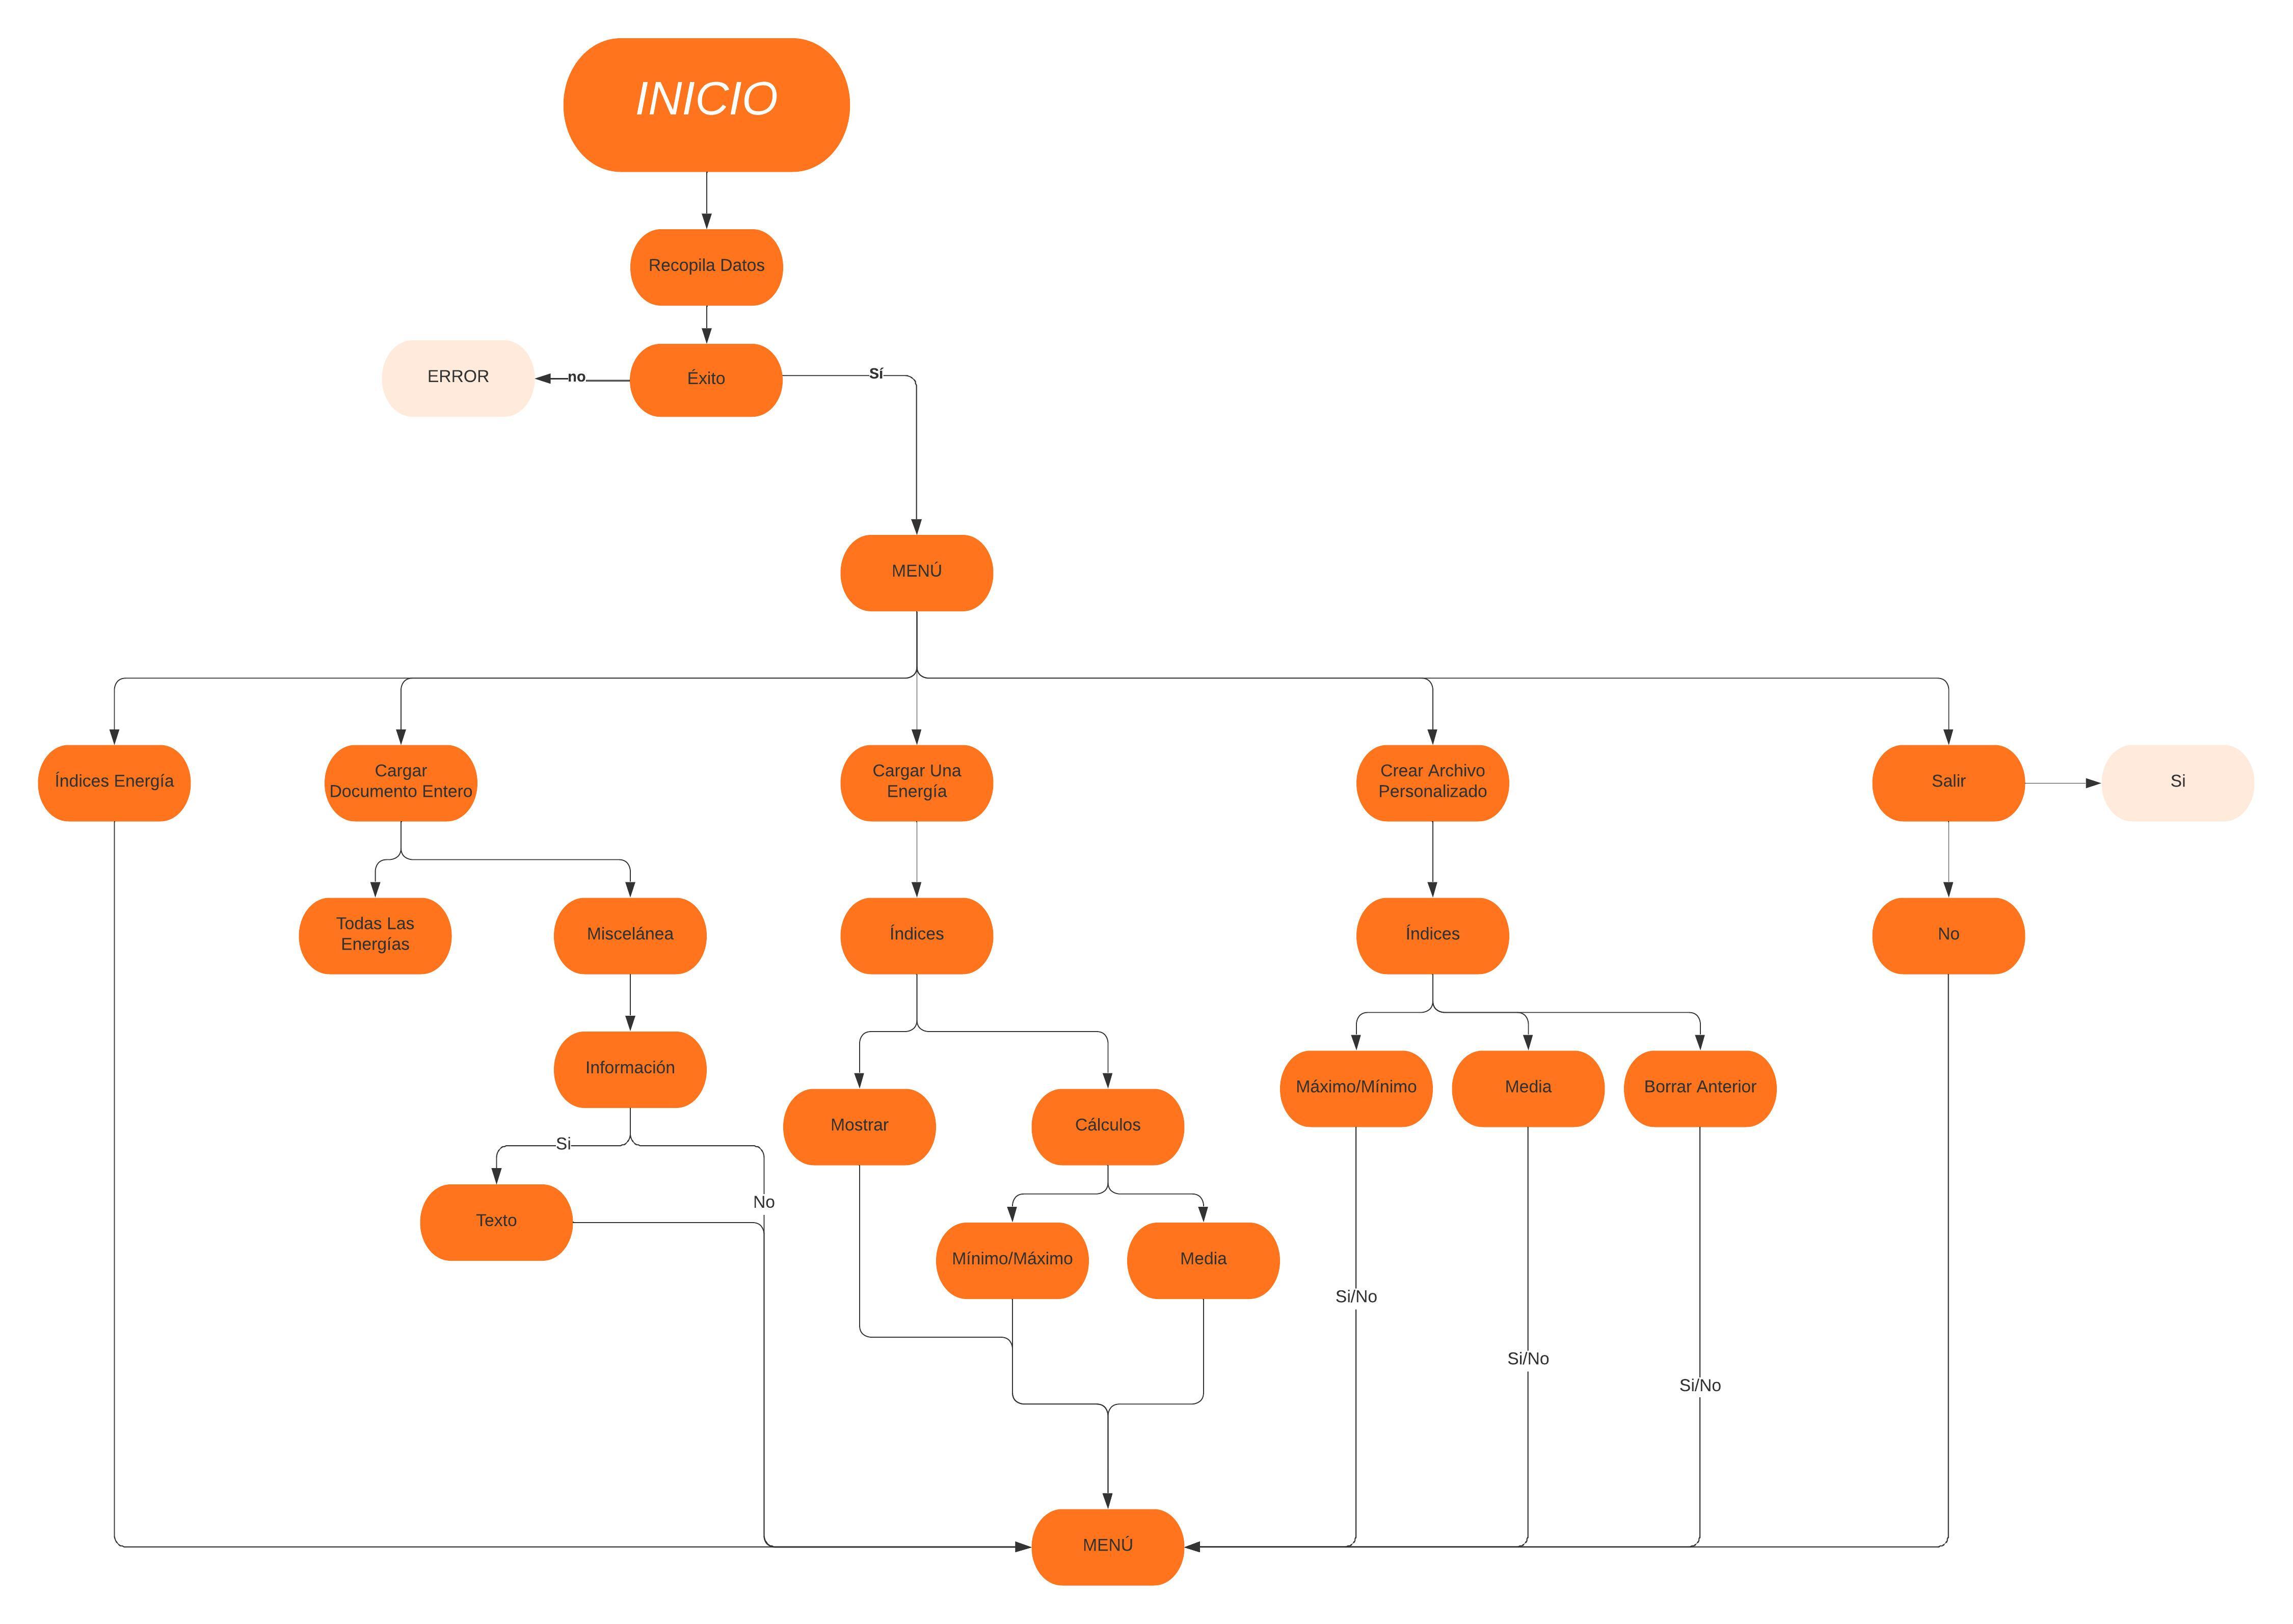 INICIO
Recopila Datos
ERROR
no
Éxito
Sí
MENÚ
Índices Energía
Cargar
Documento Entero
Cargar Una
Energía
Crear Archivo
Personalizado
Salir
Si
Todas Las
Energías
Miscelánea
Índices
Índices
No
Información
Mostrar
Cálculos
Máximo/Mínimo
Media
Borrar Anterior
Si
No
Texto
Mínimo/Máximo
Media
Si/No
Si/No
Si/No
MENÚ